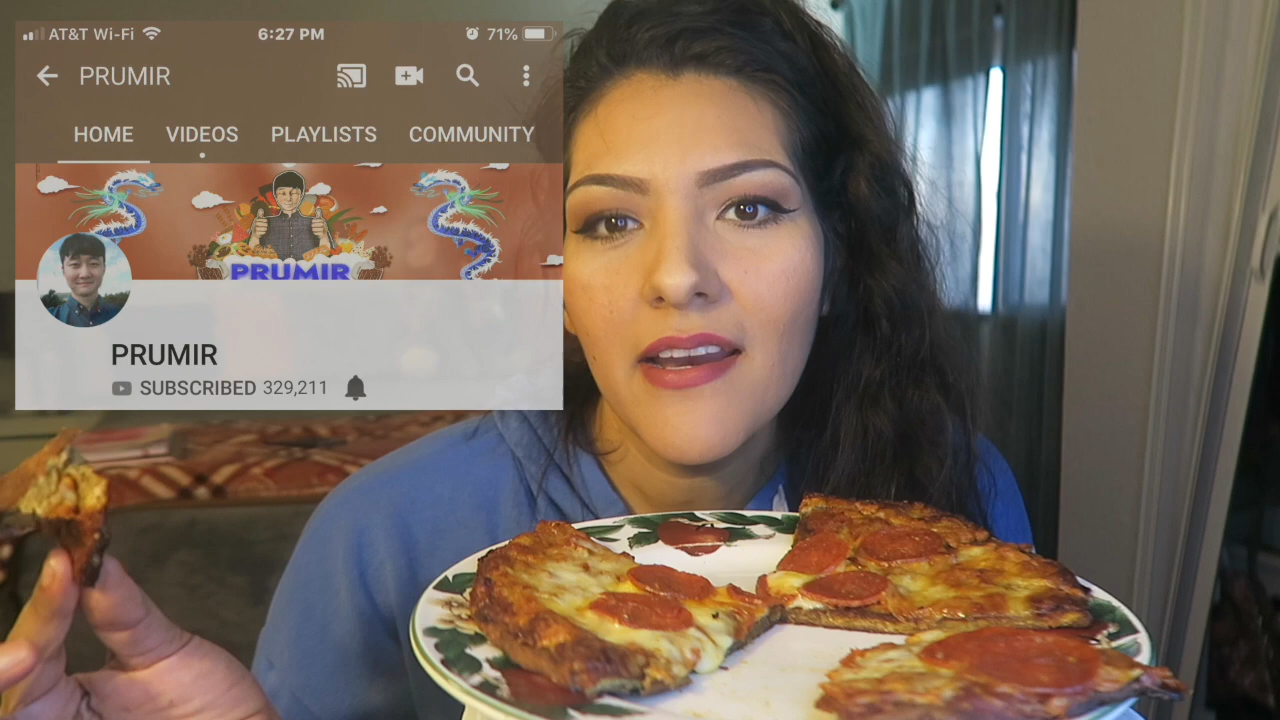 AT&T Wi-Fi 6:27 PM 71%
PRUMIR
HOME VIDEOS PLAYLISTS COMMUNITY
PRUMIR
PRUMIR
SUBSCRIBED 329,211